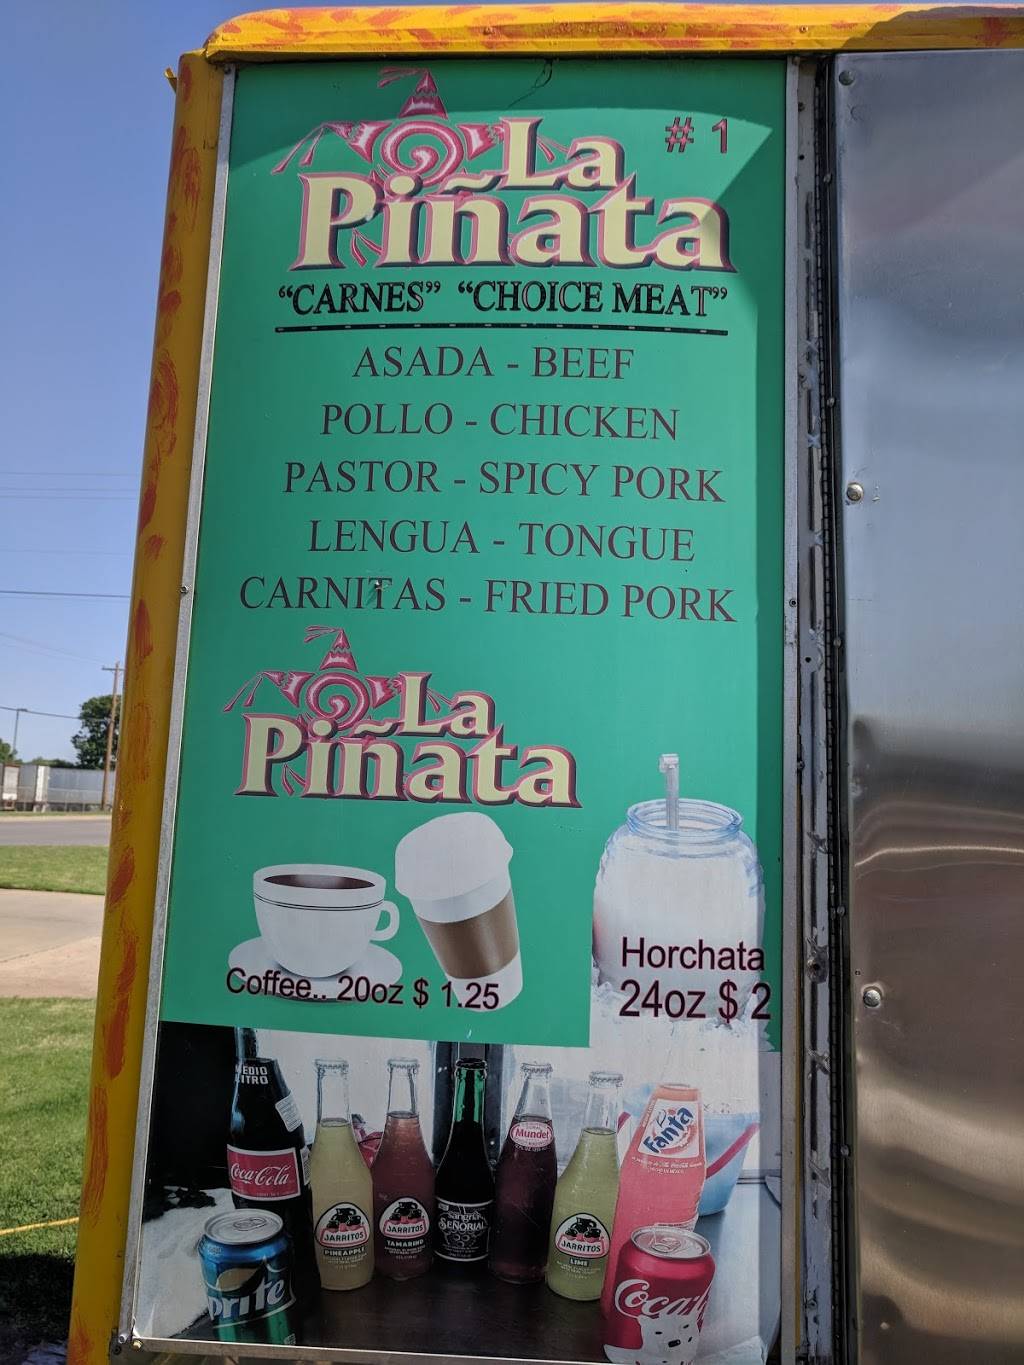 La
Piñata
# 1
"CARNES" "CHOICE MEAT"
ASADA - BEEF
POLLO - CHICKEN
PASTOR - SPICY PORK
LENGUA - TONGUE
CARNITAS - FRIED PORK
La
Piñata
Coffee.. 20oz $ 1.25
Horchata
24oz $ 2
MEDIO
LITRO
Coca-Cola
JARRITOS
PINEAPPLE
JARRITOS
TAMARIND
Sangria
SEÑORIAL
Mundet
JARRITOS
LIME
Fanta
prite
Coca